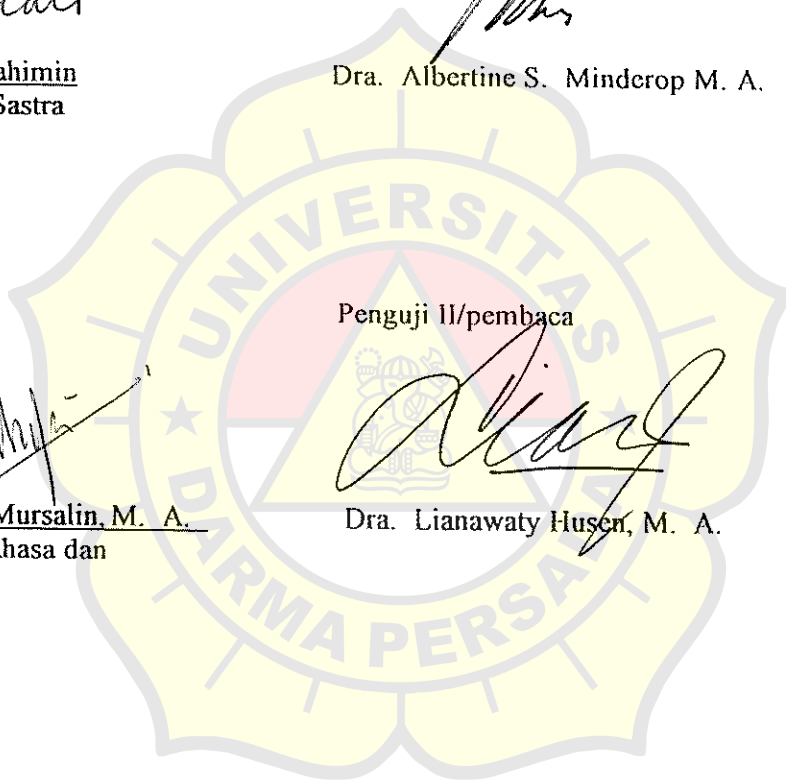 ahimin
Sastra
Dra. Albertine S. Minderop M. A.
UNIVERSITAS
Penguji II/pembaca
Mursalin, M. A.
hasa dan
Dra. Lianawaty Husen, M. A.
DARMA PERSADA